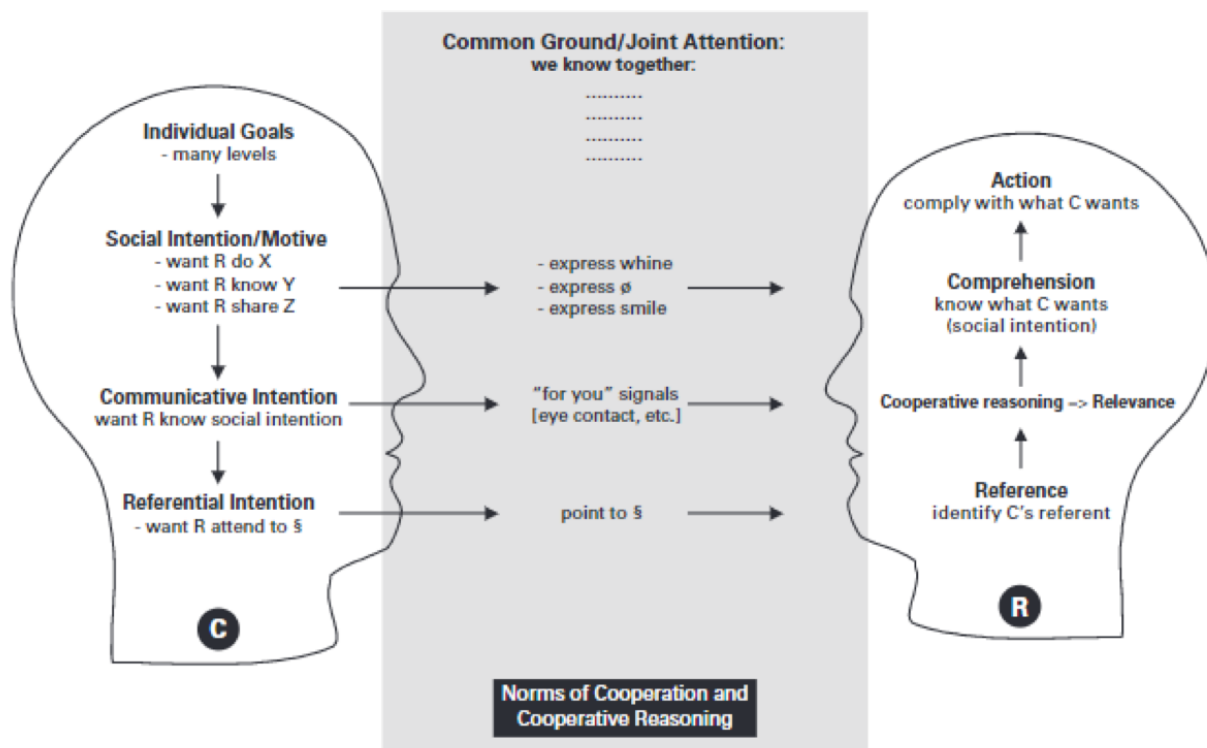 Common Ground/Joint Attention:
we know together:
..........
..........
..........
..........
Individual Goals
- many levels
Social Intention/Motive
- want R do X
- want R know Y
- want R share Z
Communicative Intention
want R know social intention
Referential Intention
- want R attend to §
C
- express whine
- express ø
- express smile
"for you" signals
[eye contact, etc.]
point to §
Norms of Cooperation and
Cooperative Reasoning
Action
comply with what C wants
Comprehension
know what C wants
(social intention)
Cooperative reasoning –> Relevance
Reference
identify C's referent
R